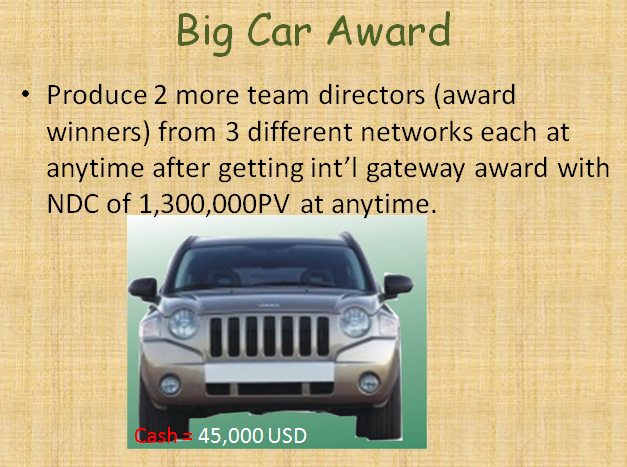 Big Car Award
• Produce 2 more team directors (award
winners) from 3 different networks each at
anytime after getting int'l gateway award with
NDC of 1,300,000PV at anytime.
Jeep
Cash = 45,000 USD